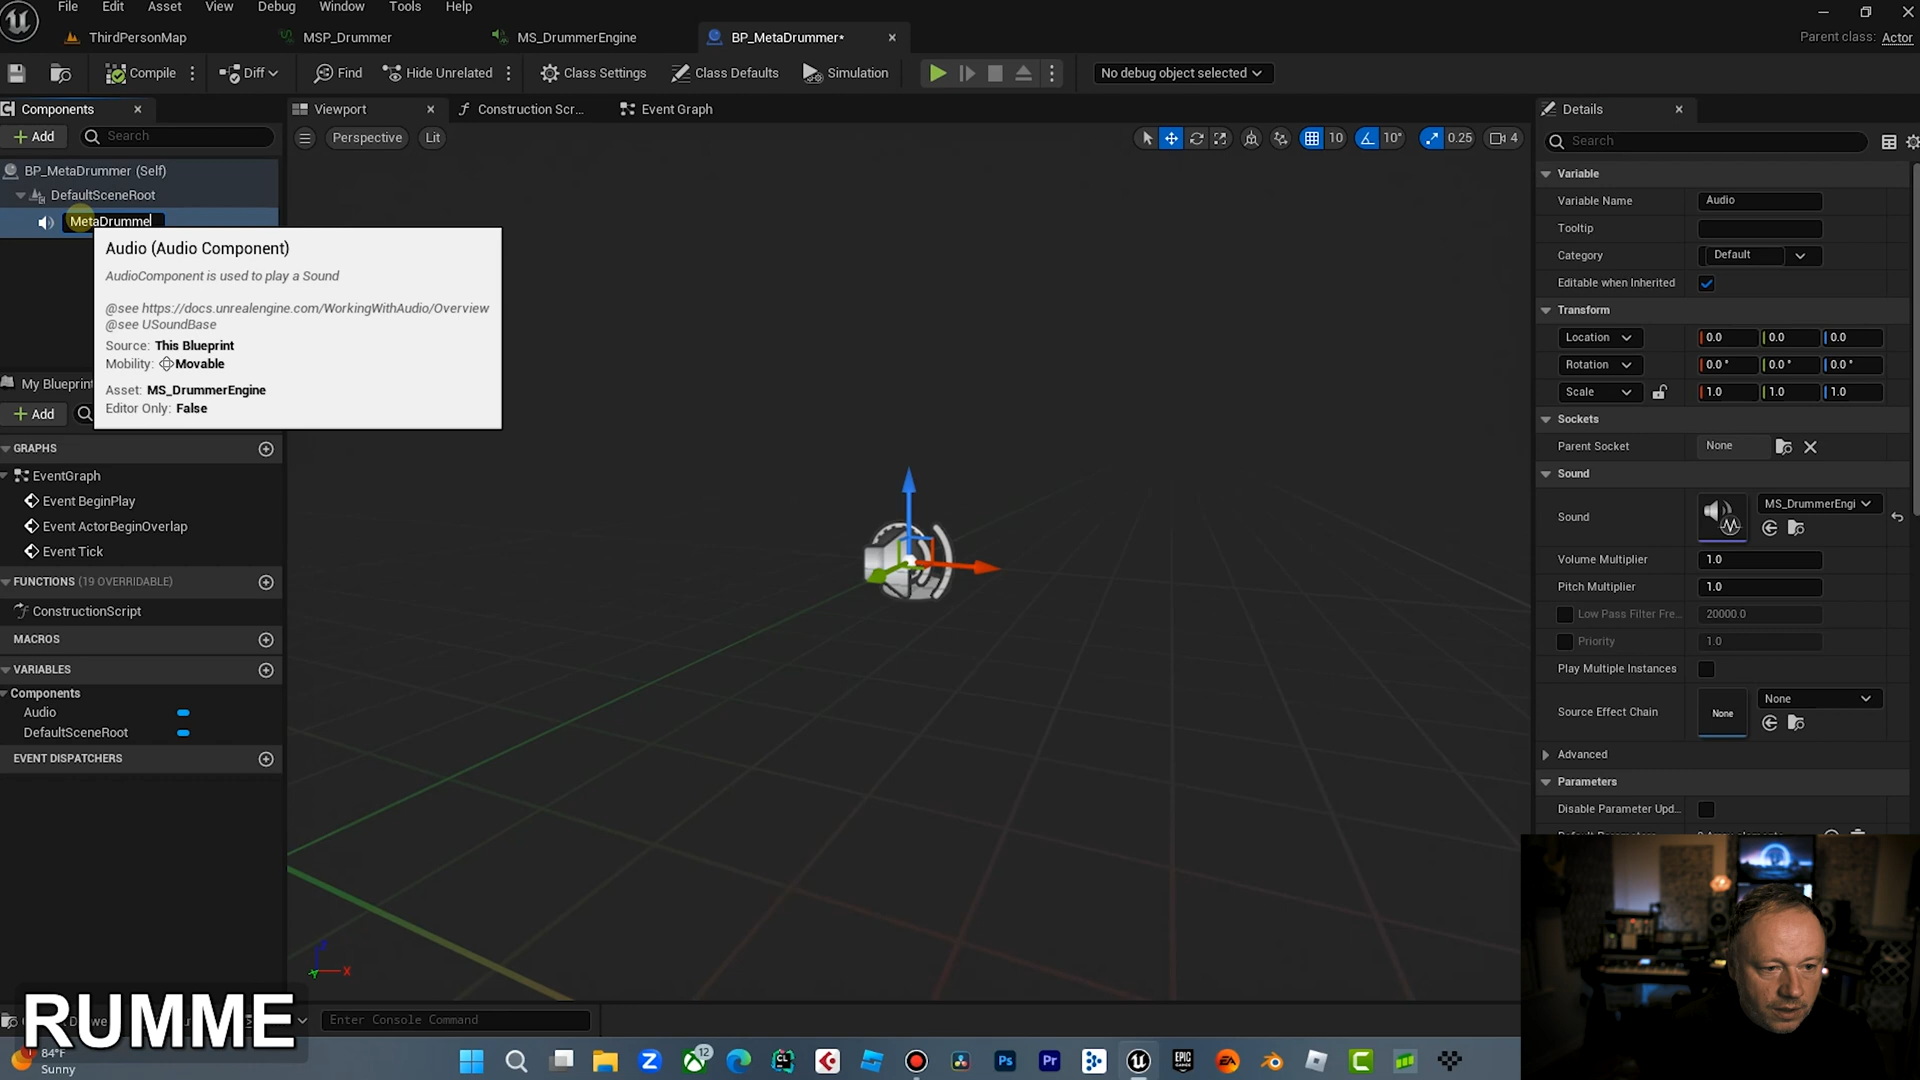 File Edit Asset View Debug Window Tools Help
ThirdPersonMap MSP_Drummer MS_DrummerEngine BP_MetaDrummer*
Parent class: Actor
Compile Diff Find Hide Unrelated Class Settings Class Defaults Simulation No debug object selected
Components Viewport Construction Scr... Event Graph Details
Add Search
Perspective Lit 10 10° 0.25 4
Search
BP_MetaDrummer (Self)
DefaultSceneRoot
MetaDrumme
Audio (Audio Component)
AudioComponent is used to play a Sound
@see https://docs.unrealengine.com/WorkingWithAudio/Overview
@see USoundBase
Source: This Blueprint
Mobility: Movable
Asset: MS_DrummerEngine
Editor Only: False
My Blueprint
Add
GRAPHS
EventGraph
Event BeginPlay
Event ActorBeginOverlap
Event Tick
FUNCTIONS (19 OVERRIDABLE)
ConstructionScript
MACROS
VARIABLES
Components
Audio
DefaultSceneRoot
EVENT DISPATCHERS
Variable
Variable Name Audio
Tooltip
Category Default
Editable when Inherited
Transform
Location 0.0 0.0 0.0
Rotation 0.0 ° 0.0 ° 0.0 °
Scale 1.0 1.0 1.0
Sockets
Parent Socket None
Sound
Sound MS_DrummerEngi
Volume Multiplier 1.0
Pitch Multiplier 1.0
Low Pass Filter Fre... 20000.0
Priority 1.0
Play Multiple Instances
Source Effect Chain None None
Advanced
Parameters
Disable Parameter Upd...
Z X Y
Enter Console Command
RUMME
84°F
Sunny
12
CL
Ps
Pr
EPIC GAMES
EA
C